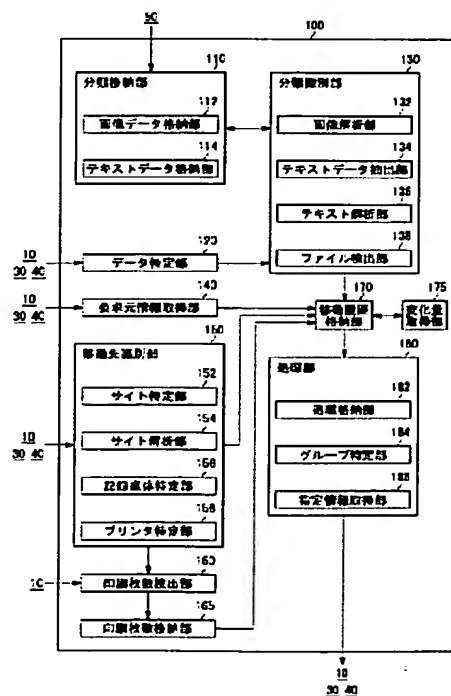 50
100
110
分類格納部
112
画像データ格納部
114
テキストデータ格納部
130
分類識別部
132
画像解析部
134
テキストデータ抽出部
136
テキスト解析部
138
ファイル検出部
10
30 40
120
データ特定部
10
30 40
140
要求元情報取得部
170
移動履歴
格納部
175
変化量
取得部
150
移動先識別部
152
サイト特定部
154
サイト解析部
156
記録媒体特定部
158
プリンタ特定部
10
30 40
180
処理部
182
処理格納部
184
グループ特定部
186
特定情報取得部
10
160
印刷枚数検出部
165
印刷枚数格納部
10
30 40